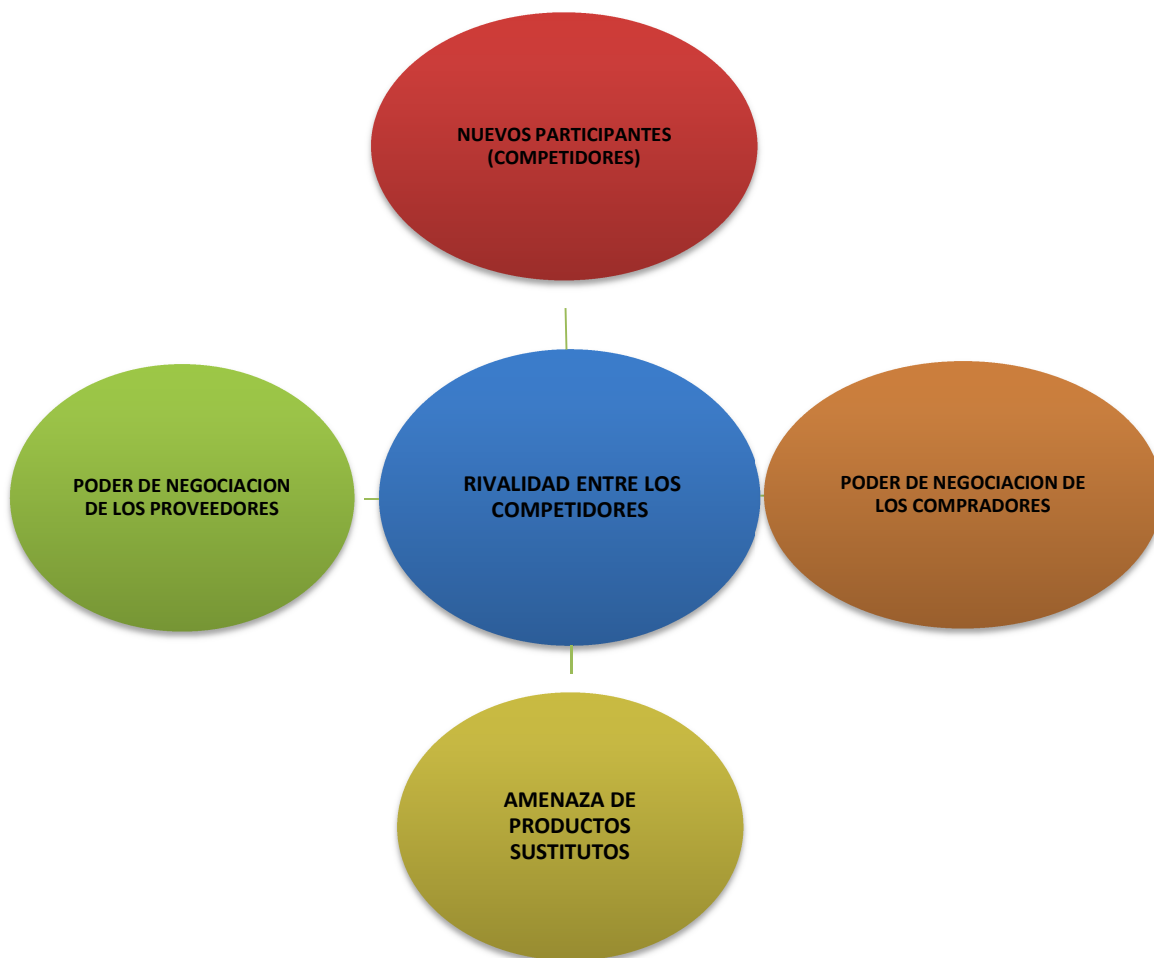 NUEVOS PARTICIPANTES
(COMPETIDORES)
PODER DE NEGOCIACION
DE LOS PROVEEDORES
RIVALIDAD ENTRE LOS
COMPETIDORES
PODER DE NEGOCIACION DE
LOS COMPRADORES
AMENAZA DE
PRODUCTOS
SUSTITUTOS